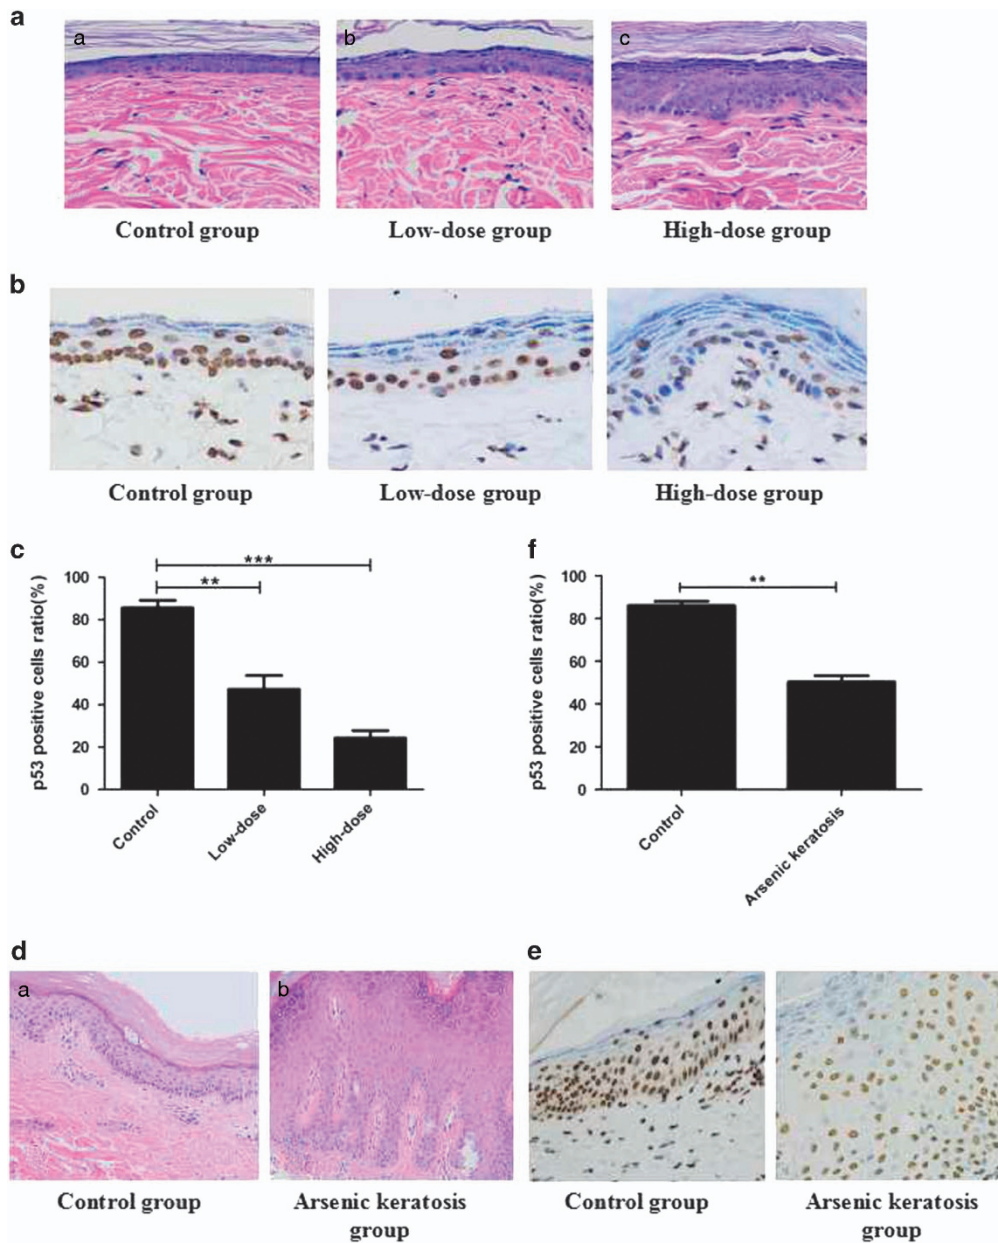 a
a
b
c
Control group
Low-dose group
High-dose group
b
Control group
Low-dose group
High-dose group
c
***
**
p53 positive cells ratio(%)
100
80
60
40
20
0
Control
Low-dose
High-dose
f
**
p53 positive cells ratio(%)
100
80
60
40
20
0
Control
Arsenic keratosis
d
a
b
Control group
Arsenic keratosis
group
e
Control group
Arsenic keratosis
group